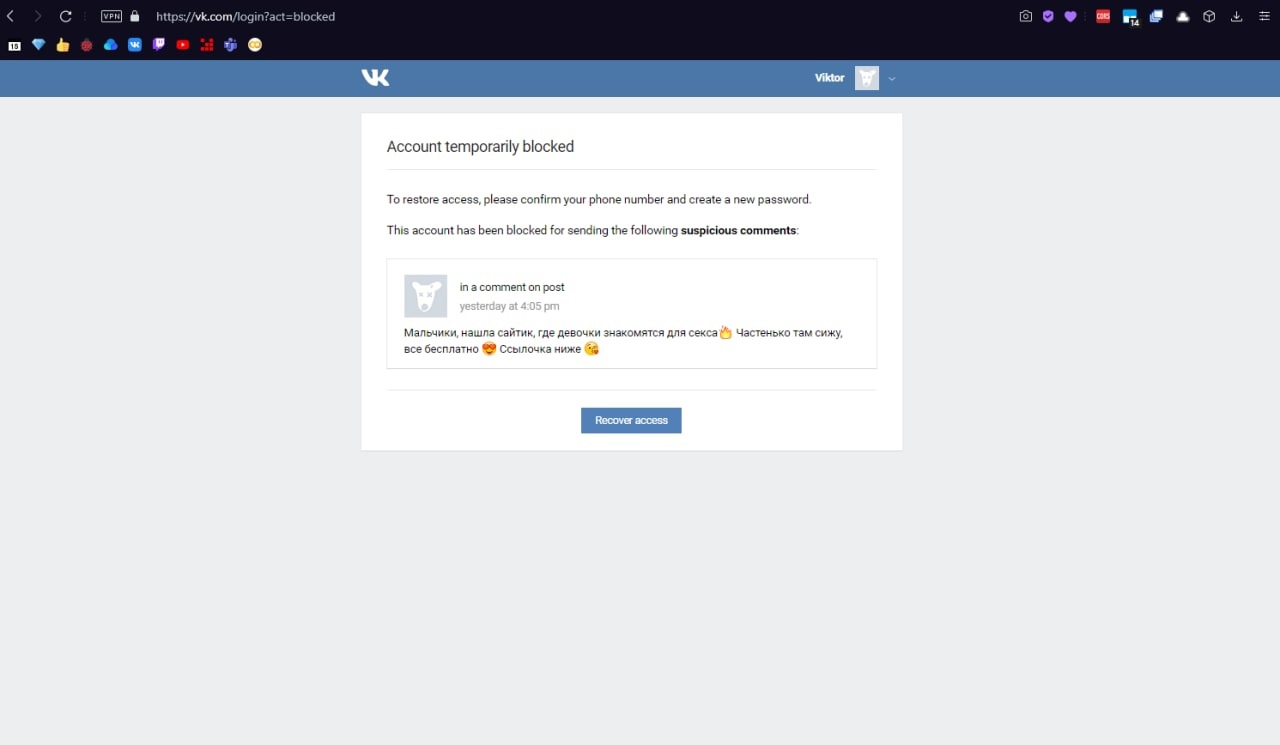 VPN
https://vk.com/login?act=blocked
CORS
14
15
VK
Viktor
Account temporarily blocked
To restore access, please confirm your phone number and create a new password.
This account has been blocked for sending the following suspicious comments:
in a comment on post
yesterday at 4:05 pm
Мальчики, нашла сайтик, где девочки знакомятся для секса🔥 Частенько там сижу,
все бесплатно 😍 Ссылочка ниже 😘
Recover access